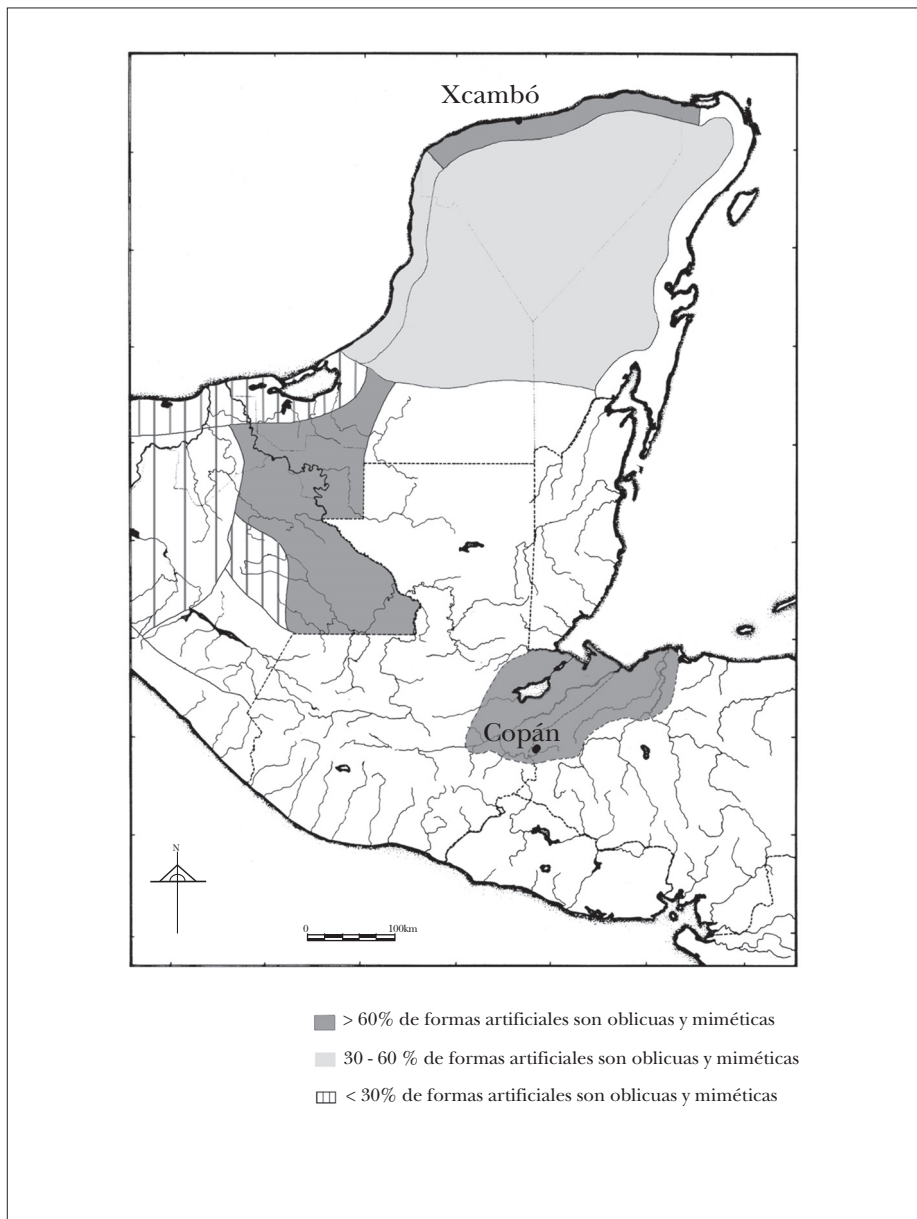 Xcambó
Copán
N
0 100km
> 60% de formas artificiales son oblicuas y miméticas
30 - 60 % de formas artificiales son oblicuas y miméticas
< 30% de formas artificiales son oblicuas y miméticas